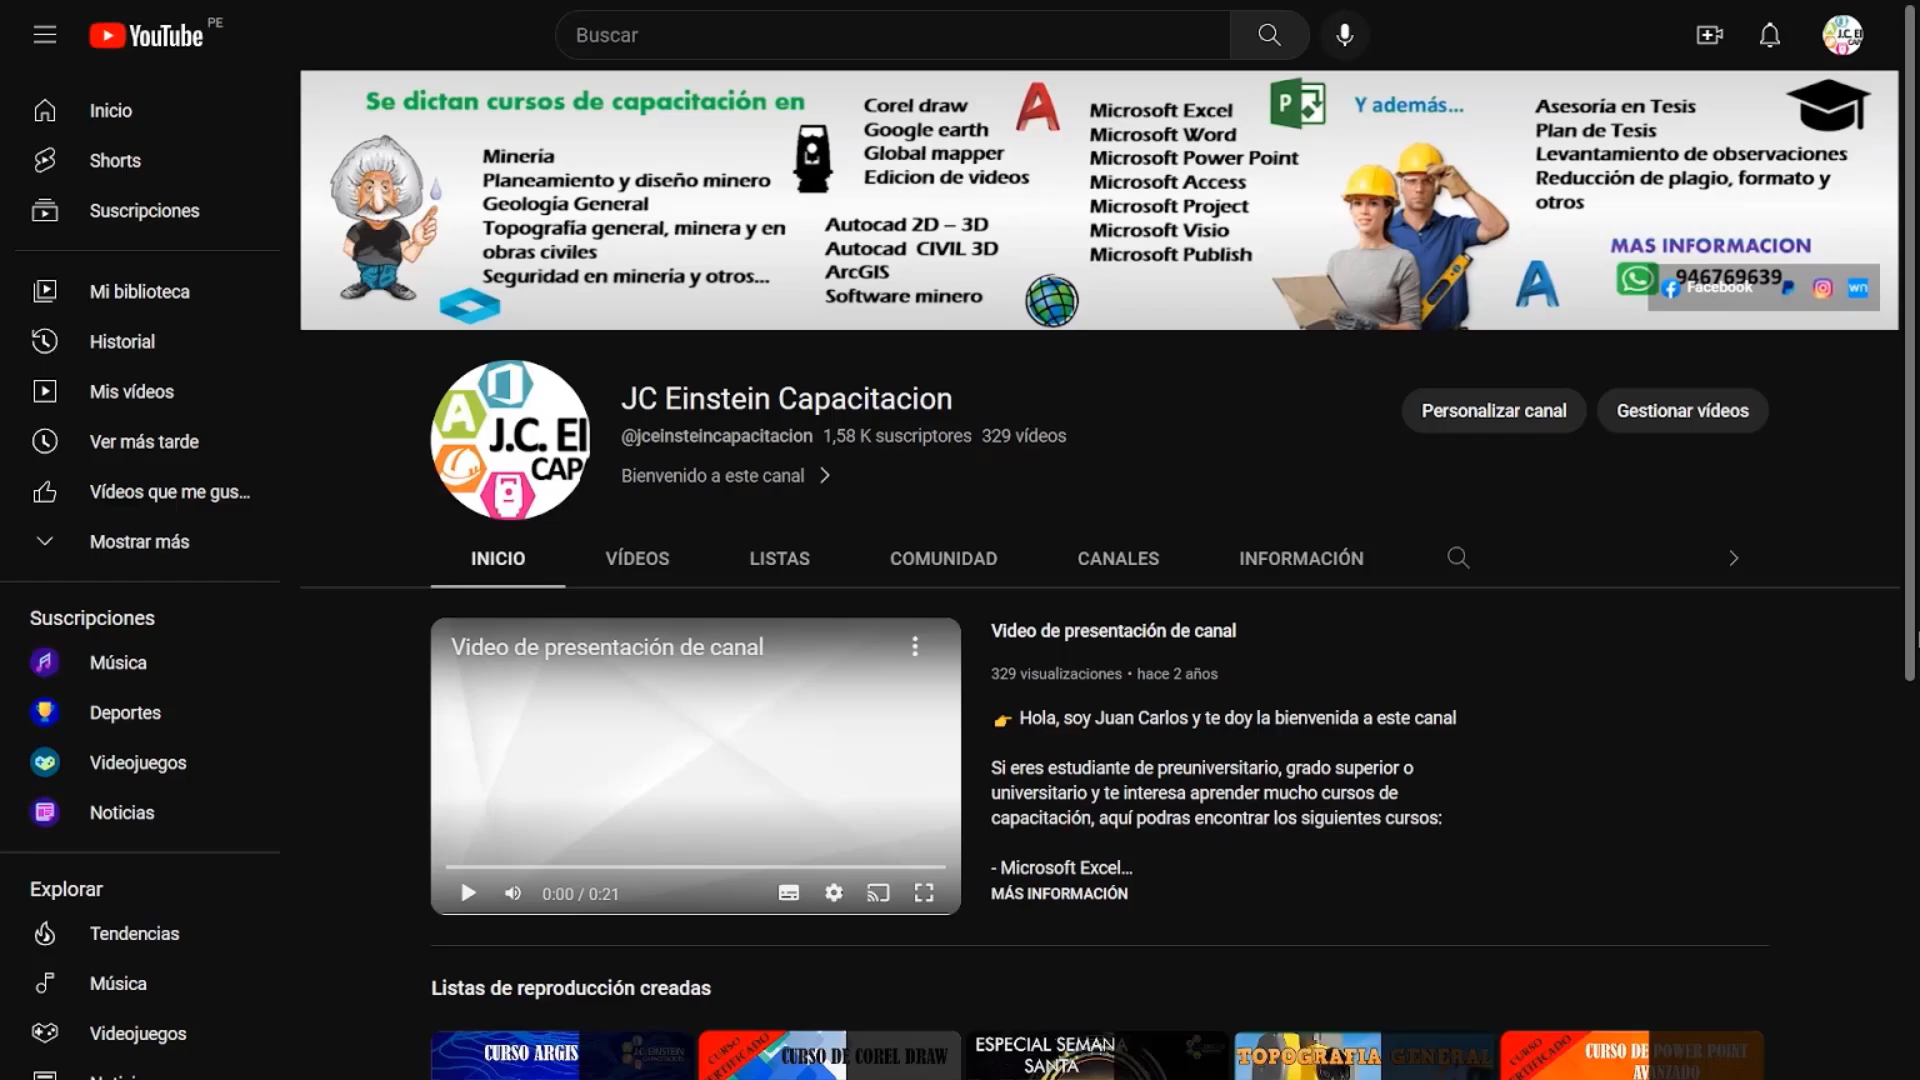 YouTube PE
Buscar
Inicio
Shorts
Suscripciones
Mi biblioteca
Historial
Mis vídeos
Ver más tarde
Vídeos que me gus...
Mostrar más
Suscripciones
Música
Deportes
Videojuegos
Noticias
Explorar
Tendencias
Música
Videojuegos
Se dictan cursos de capacitación en
Mineria
Planeamiento y diseño minero
Geología General
Topografía general, minera y en
obras civiles
Seguridad en mineria y otros...
Corel draw
Google earth
Global mapper
Edicion de videos
Autocad 2D – 3D
Autocad CIVIL 3D
ArcGIS
Software minero
Microsoft Excel
Microsoft Word
Microsoft Power Point
Microsoft Access
Microsoft Project
Microsoft Visio
Microsoft Publish
Y además...
Asesoría en Tesis
Plan de Tesis
Levantamiento de observaciones
Reducción de plagio, formato y
otros
MAS INFORMACION
946769639
Facebook
J.C. EI
CAP
JC Einstein Capacitacion
@jceinsteincapacitacion 1,58 K suscriptores 329 vídeos
Bienvenido a este canal
Personalizar canal
Gestionar vídeos
INICIO
VÍDEOS
LISTAS
COMUNIDAD
CANALES
INFORMACIÓN
Video de presentación de canal
0:00 / 0:21
Video de presentación de canal
329 visualizaciones • hace 2 años
Hola, soy Juan Carlos y te doy la bienvenida a este canal
Si eres estudiante de preuniversitario, grado superior o
universitario y te interesa aprender mucho cursos de
capacitación, aquí podras encontrar los siguientes cursos:
- Microsoft Excel...
MÁS INFORMACIÓN
Listas de reproducción creadas
CURSO ARGIS
CURSO
CERTIFICADO
CURSO DE COREL DRAW
ESPECIAL SEMANA
SANTA
TOPOGRAFIA GENERAL
CURSO
CERTIFICADO
CURSO DE POWER POINT
AVANZADO